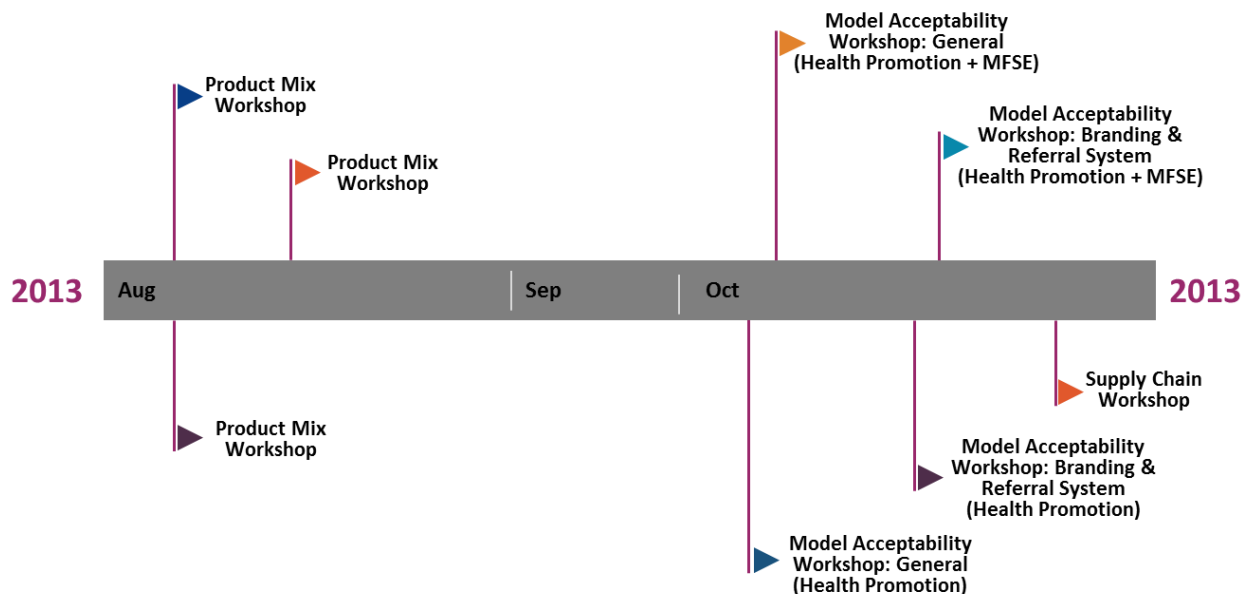 Model Acceptability
Workshop: General
(Health Promotion + MFSE)
Product Mix
Workshop
Model Acceptability
Workshop: Branding &
Referral System
(Health Promotion + MFSE)
Product Mix
Workshop
2013
Aug
Sep
Oct
2013
Supply Chain
Workshop
Product Mix
Workshop
Model Acceptability
Workshop: Branding &
Referral System
(Health Promotion)
Model Acceptability
Workshop: General
(Health Promotion)